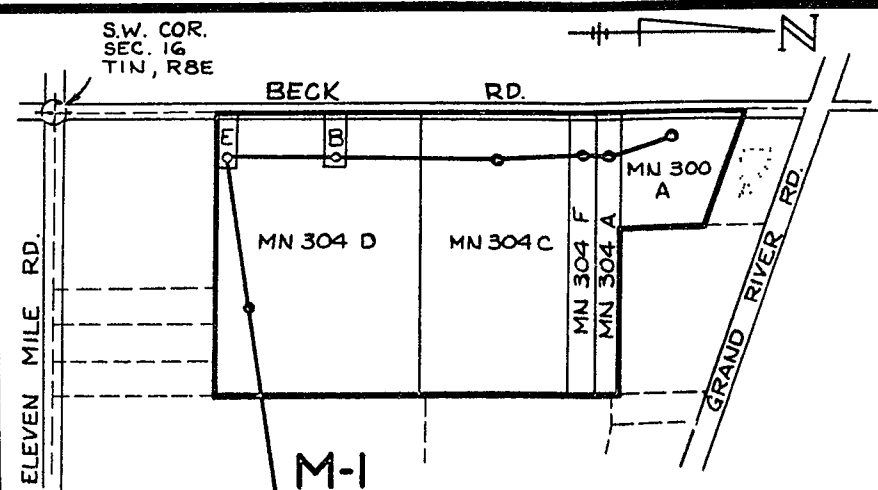 S.W. COR.
SEC. 16
T1N, R8E
N
BECK RD.
E
B
MN 300
A
MN 304 D
MN 304 C
MN 304 F
MN 304 A
ELEVEN MILE RD.
GRAND RIVER RD.
M-1